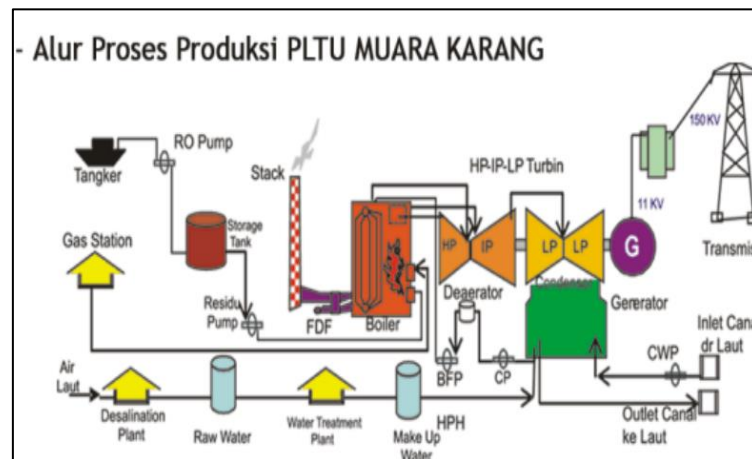 - Alur Proses Produksi PLTU MUARA KARANG
Tangker
RO Pump
Stack
HP-IP-LP Turbin
150 KV
11 KV
Gas Station
Storage
Tank
HP
IP
LP
LP
G
Transmis
Residu
Pump
FDF
Boiler
Deaerator
Condenser
Generator
Inlet Canal
dr Laut
Air
Laut
BFP
CP
CWP
Desalination
Plant
Raw Water
Water Treatment
Plant
Make Up
Water
HPH
Outlet Canal
ke Laut